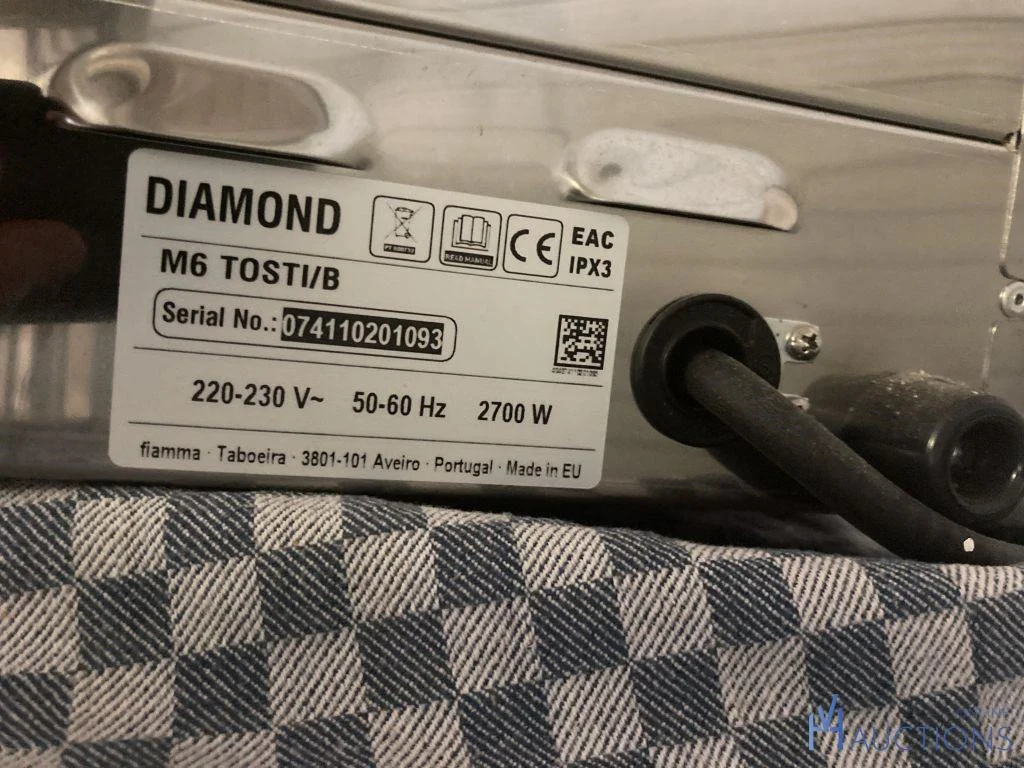 DIAMOND
READ MANUAL
CE
EAC
IPX3
M6 TOSTI/B
Serial No.: 074110201093
220-230 V~ 50-60 Hz 2700 W
fiamma · Taboeira · 3801-101 Aveiro · Portugal · Made in EU
AUCTIONS